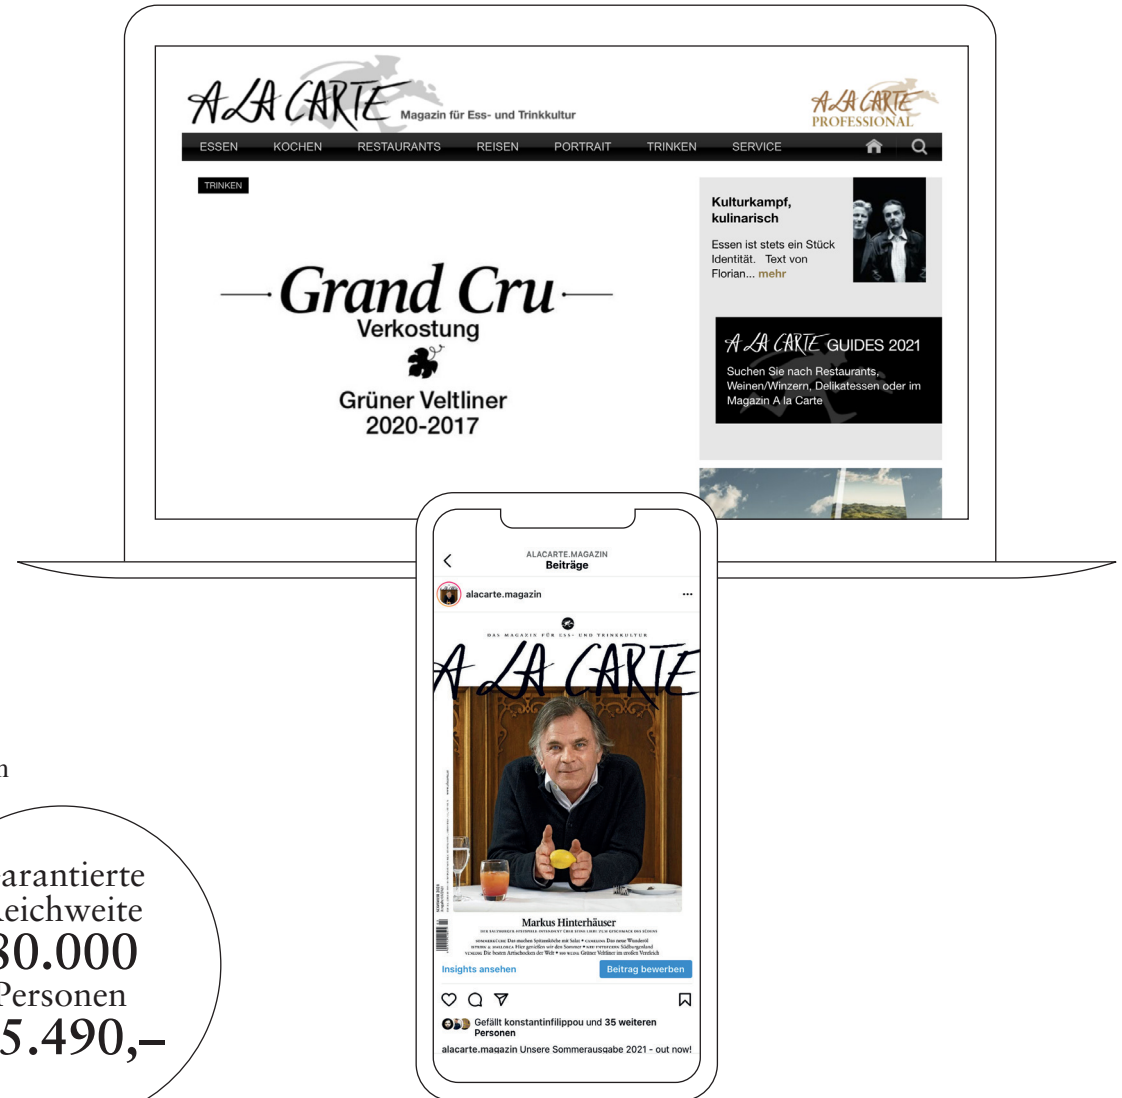 A LA CARTE
Magazin für Ess- und Trinkkultur
A LA CARTE
PROFESSIONAL
ESSEN KOCHEN RESTAURANTS REISEN PORTRAIT TRINKEN SERVICE
TRINKEN
Grand Cru
Verkostung
Grüner Veltliner
2020-2017
Kulturkampf,
kulinarisch
Essen ist stets ein Stück
Identität. Text von
Florian... mehr
A LA CARTE GUIDES 2021
Suchen Sie nach Restaurants,
Weinen/Winzern, Delikatessen oder im
Magazin A la Carte
ALACARTE.MAGAZIN
Beiträge
alacarte.magazin
DAS MAGAZIN FÜR ESS- UND TRINKKULTUR
A LA CARTE
Markus Hinterhäuser
Insights ansehen
Beitrag bewerben
Gefällt konstantinfilippou und 35 weiteren
Personen
alacarte.magazin Unsere Sommerausgabe 2021 - out now!
n
arantierte
eichweite
80.000
Personen
5.490,–